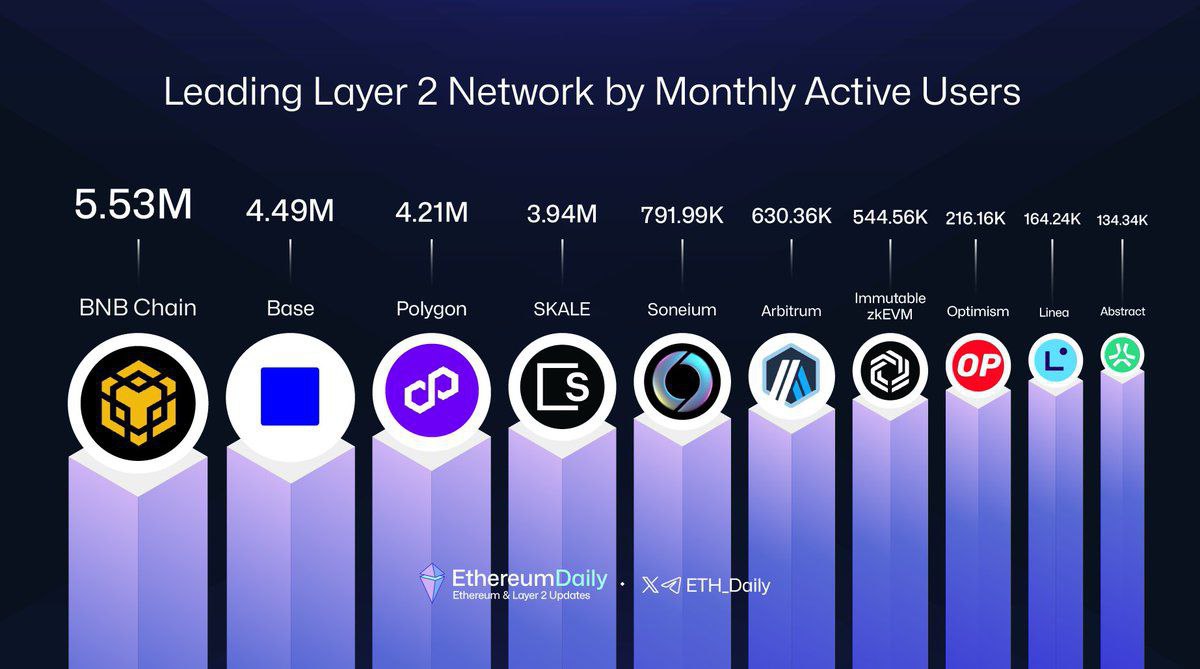 Leading Layer 2 Network by Monthly Active Users
5.53M
4.49M
4.21M
3.94M
791.99K
630.36K
544.56K
216.16K
164.24K
134.34K
BNB Chain
Base
Polygon
SKALE
Soneium
Arbitrum
Immutable
zkEVM
Optimism
Linea
Abstract
S
OP
L
EthereumDaily
Ethereum & Layer 2 Updates
ETH_Daily